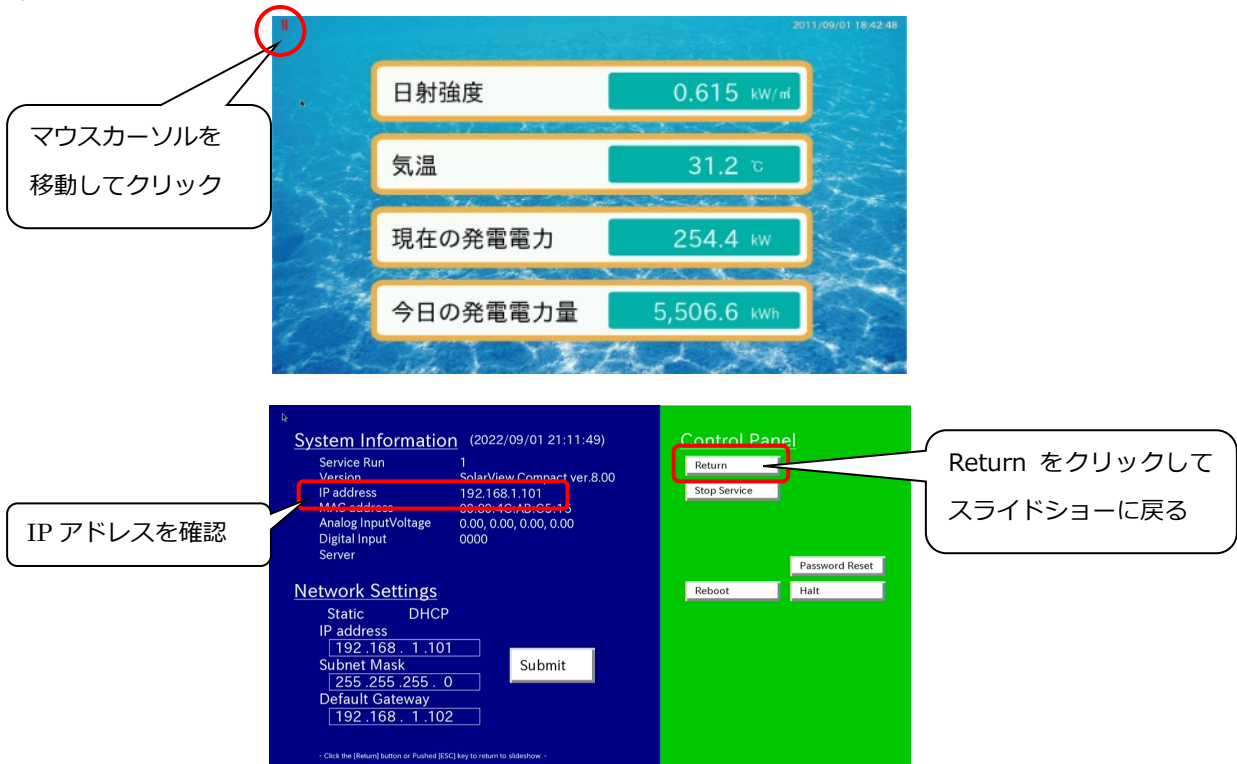 2011/09/01 18:42:48
マウスカーソルを
移動してクリック
日射強度 0.615 kW/㎡
気温 31.2 ℃
現在の発電電力 254.4 kW
今日の発電電力量 5,506.6 kWh
System Information (2022/09/01 21:11:49)
Service Run 1
Version SolarView Compact ver.8.00
IP address 192.168.1.101
MAC address
Analog InputVoltage 0.00, 0.00, 0.00, 0.00
Digital Input 0000
Server
IP アドレスを確認
Network Settings
Static DHCP
IP address
192 .168 . 1 .101
Subnet Mask
255 .255 .255 . 0
Default Gateway
192 .168 . 1 .102
Submit
- Click the [Return] button or Pushed [ESC] key to return to slideshow. -
Control Panel
Return
Stop Service
Password Reset
Reboot Halt
Return をクリックして
スライドショーに戻る